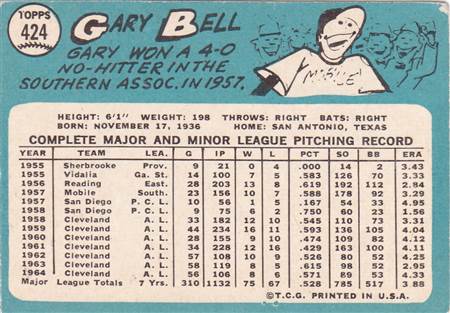 TOPPS
424
GARY BELL
GARY WON A 4-0
NO-HITTER IN THE
SOUTHERN ASSOC. IN 1957.
MOBILE
HEIGHT: 6'1" WEIGHT: 198 THROWS: RIGHT BATS: RIGHT
BORN: NOVEMBER 17, 1936 HOME: SAN ANTONIO, TEXAS
COMPLETE MAJOR AND MINOR LEAGUE PITCHING RECORD
YEAR TEAM LEA. G IP W L PCT SO BB ERA
1955 Sherbrooke Prov. 9 21 0 4 .000 14 2 3.43
1955 Vidalia Ga. St. 14 100 7 5 .583 126 70 3.33
1956 Reading East. 28 203 13 8 .619 192 112 2.84
1957 Mobile South. 23 156 10 7 .588 178 92 3.29
1957 San Diego P.C.L. 10 56 1 5 .167 54 33 4.95
1958 San Diego P.C.L. 9 75 6 2 .750 60 23 1.56
1958 Cleveland A.L. 33 182 12 10 .545 110 73 3.31
1959 Cleveland A.L. 44 234 16 11 .593 136 105 4.04
1960 Cleveland A.L. 28 155 9 10 .474 109 82 4.12
1961 Cleveland A.L. 34 228 12 16 .429 163 100 4.11
1962 Cleveland A.L. 57 108 10 9 .526 80 52 4.25
1963 Cleveland A.L. 58 119 8 5 .615 98 52 2.95
1964 Cleveland A.L. 56 106 8 6 .571 89 53 4.33
Major League Totals 7 Yrs. 310 1132 75 67 .528 785 517 3.88
©T.C.G. PRINTED IN U.S.A.